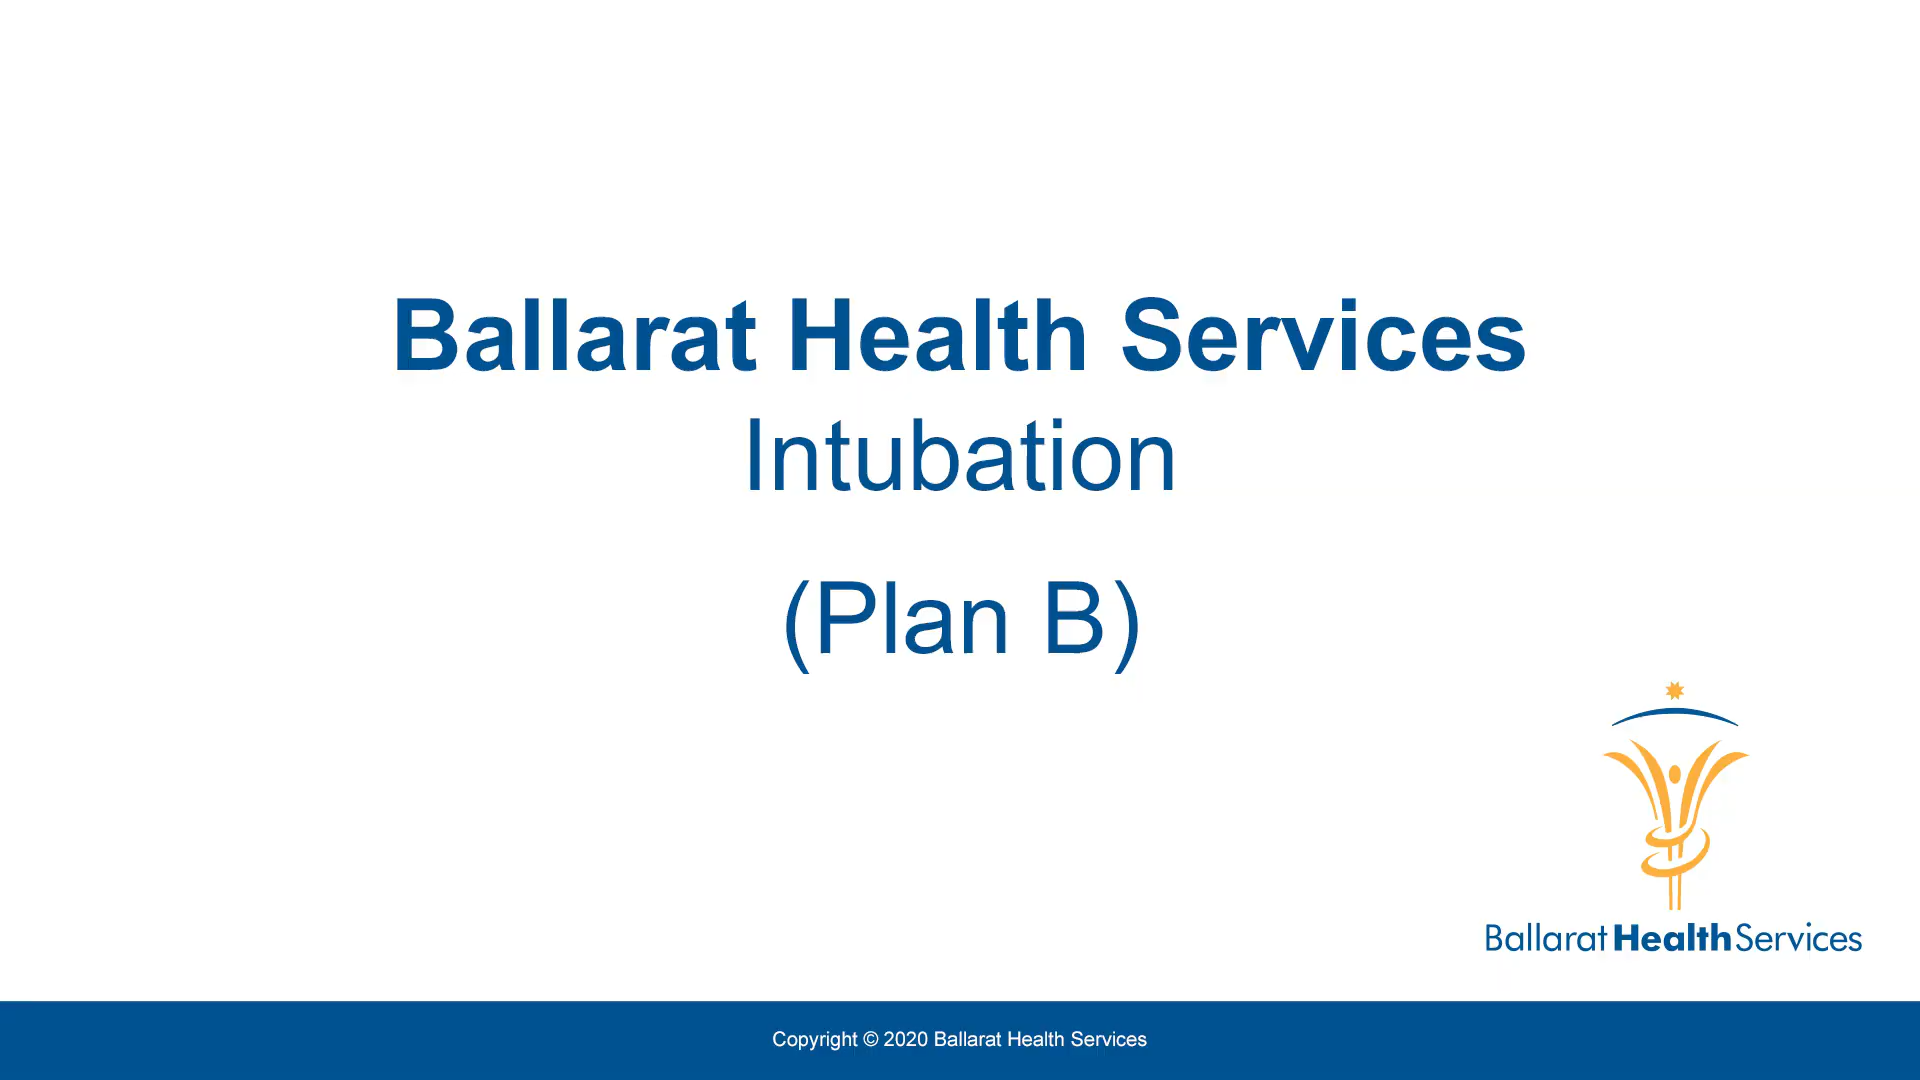 Ballarat Health Services
Intubation
(Plan B)
Ballarat Health Services
Copyright © 2020 Ballarat Health Services